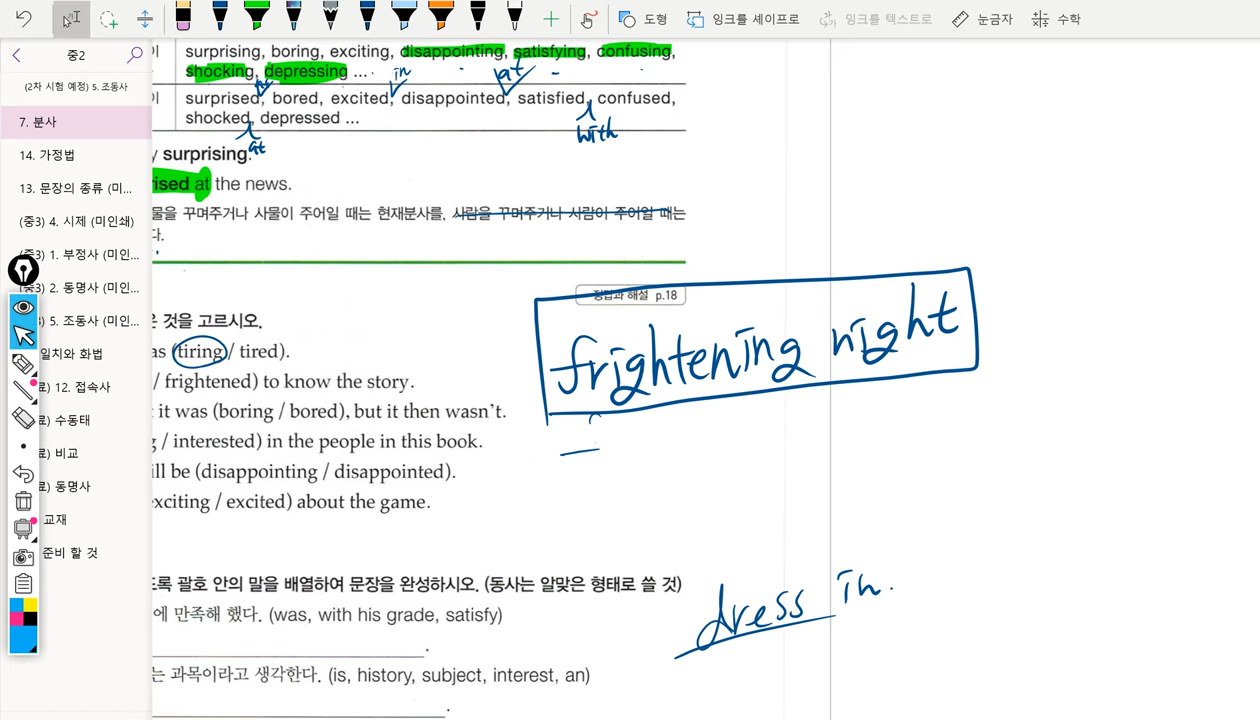 도형
잉크를 셰이프로
잉크를 텍스트로
눈금자
수학
중2
(2차 시험 예정) 5. 조동사
7. 분사
14. 가정법
13. 문장의 종류 (미...
(중3) 4. 시제 (미인쇄)
(중3) 1. 부정사 (미인...
3) 2. 동명사 (미인...
3) 5. 조동사 (미인...
일치와 화법
료) 12. 접속사
료) 수동태
료) 비교
료) 동명사
교재
준비 할 것
이 surprising, boring, exciting, disappointing, satisfying, confusing,
shocking, depressing ...
in at
이 surprised, bored, excited, disappointed, satisfied, confused,
shocked, depressed ...
with
at
y surprising.
rised at the news.
물을 꾸며주거나 사물이 주어일 때는 현재분사를, 사람을 꾸며주거나 사람이 주어일 때는
다.
정답과 해설 p.18
frightening night
은 것을 고르시오.
as (tiring / tired).
/ frightened) to know the story.
it was (boring / bored), but it then wasn't.
g / interested) in the people in this book.
ill be (disappointing / disappointed).
exciting / excited) about the game.
도록 괄호 안의 말을 배열하여 문장을 완성하시오. (동사는 알맞은 형태로 쓸 것)
dress in.
에 만족해 했다. (was, with his grade, satisfy)
는 과목이라고 생각한다. (is, history, subject, interest, an)